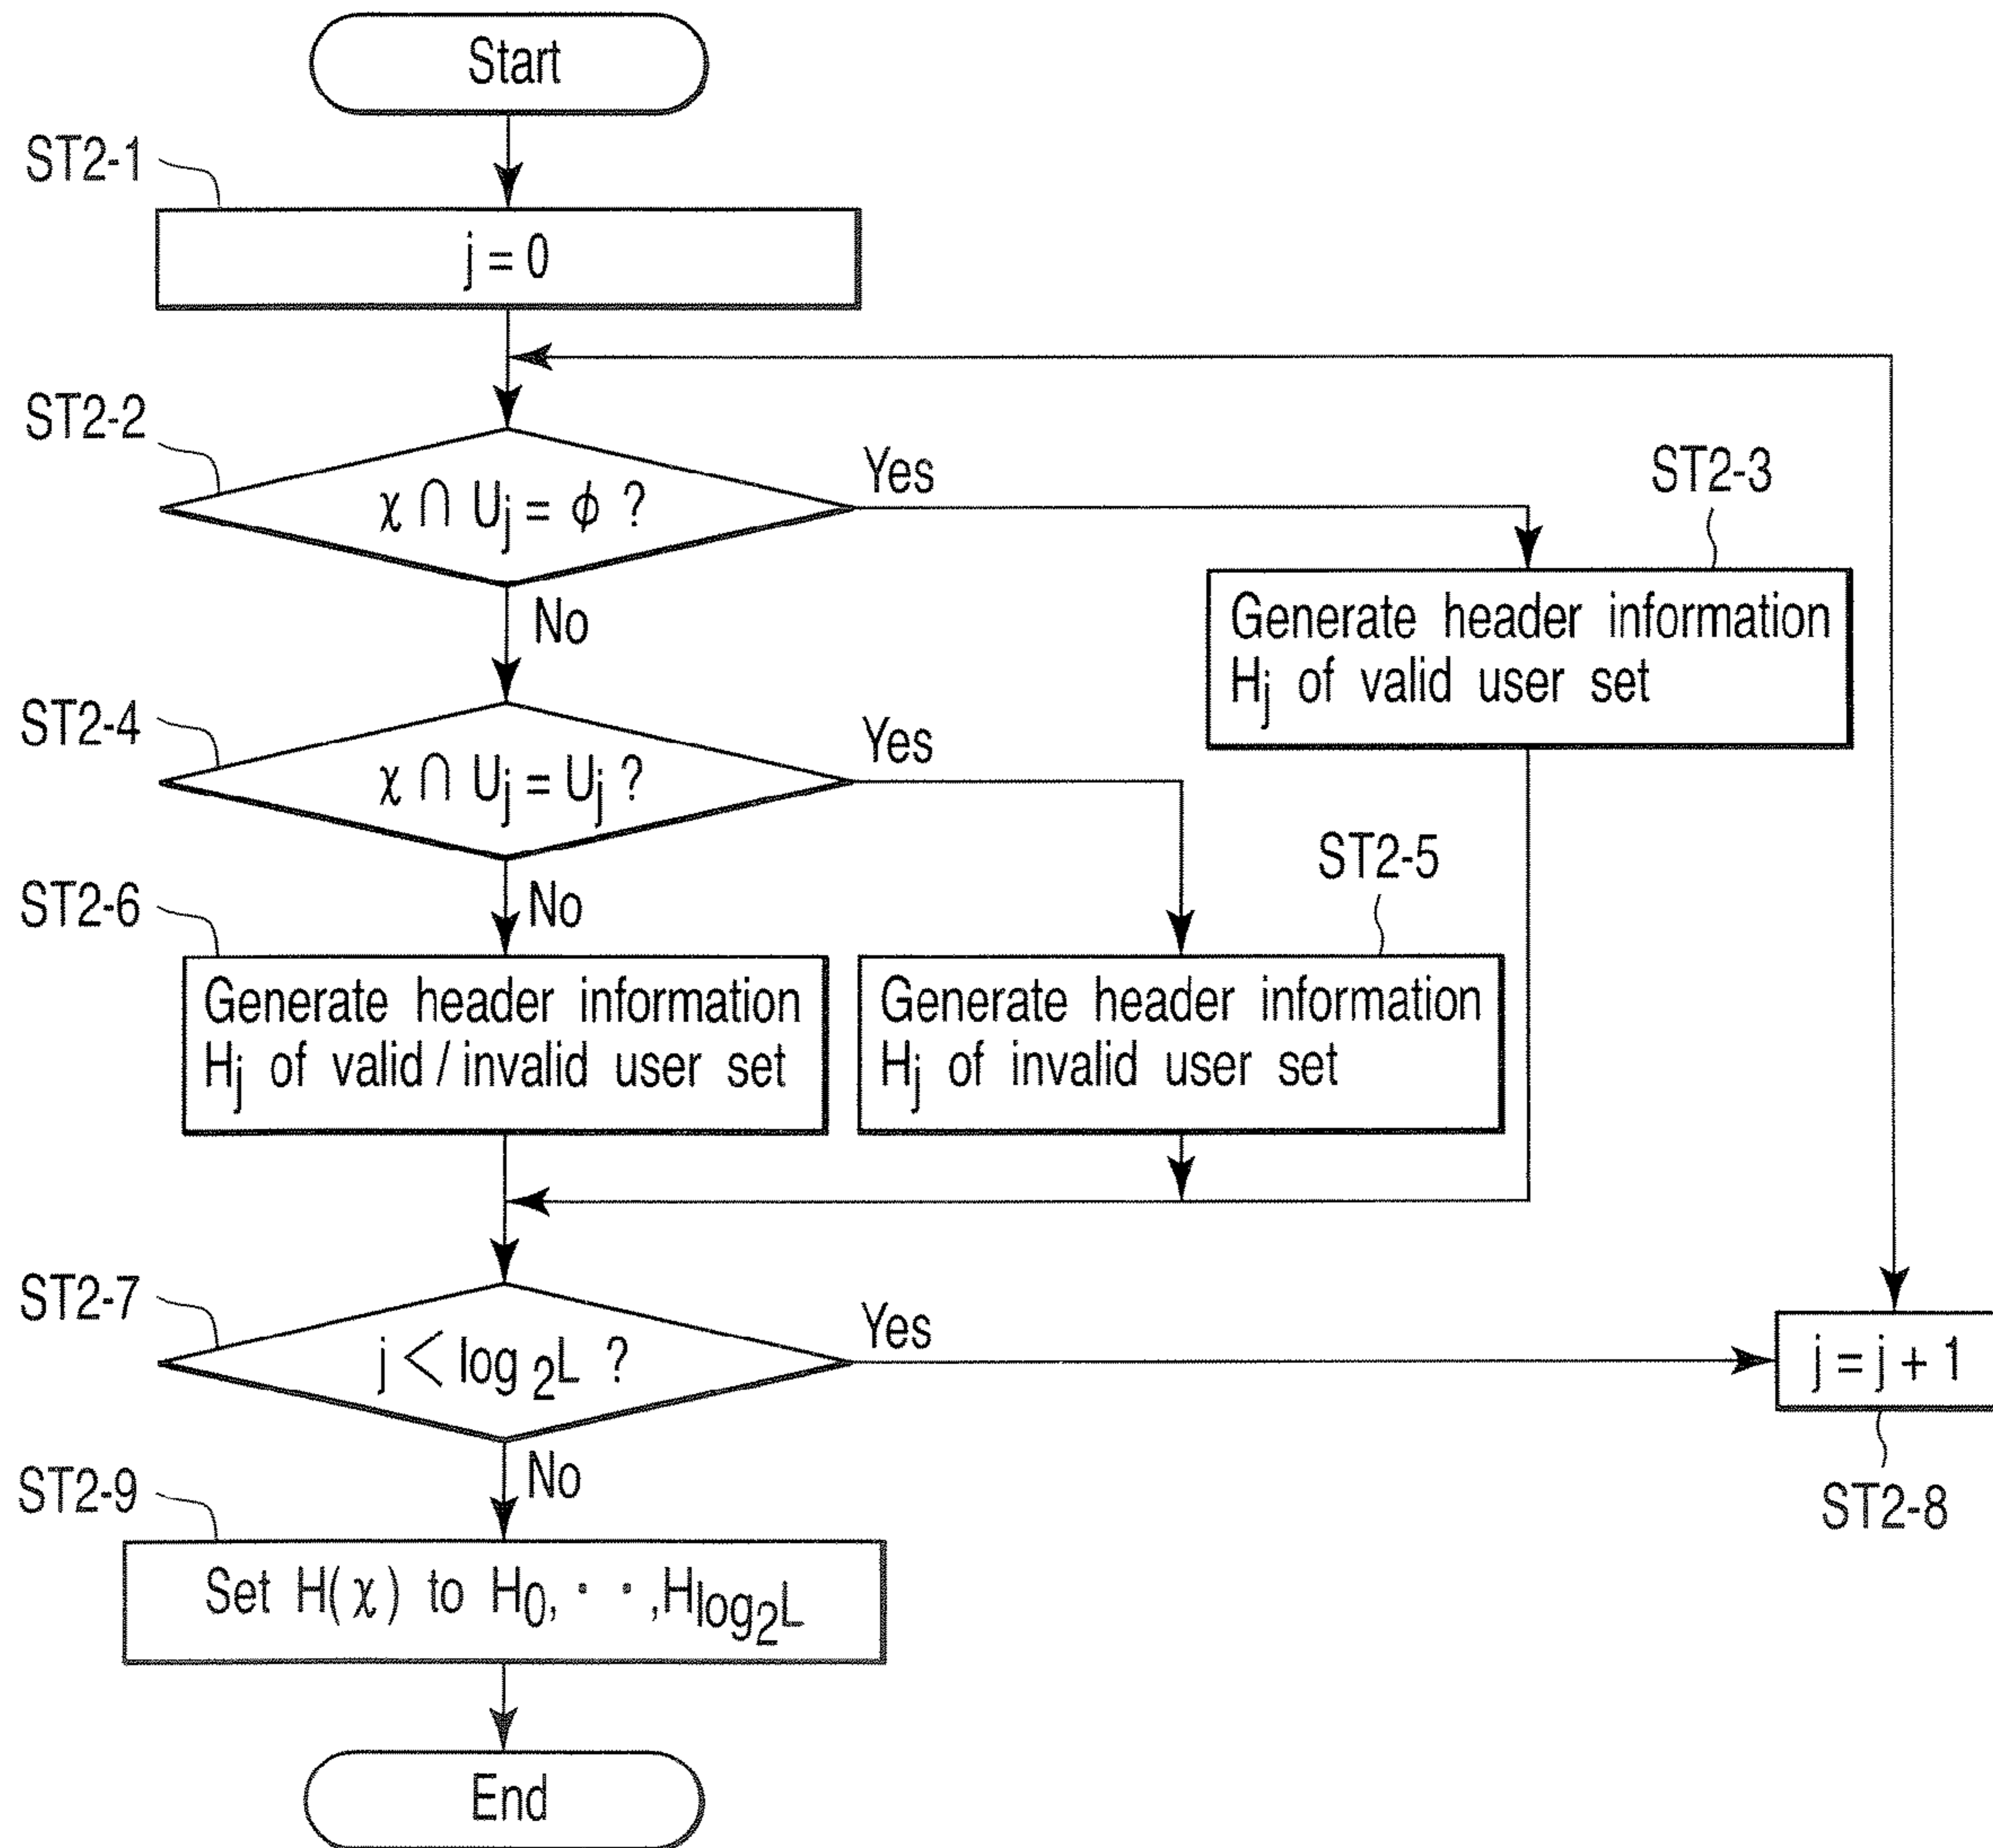 Start
ST2-1
j = 0
ST2-2
χ ∩ Uj = ϕ ?
Yes
No
ST2-3
Generate header information
Hj of valid user set
ST2-4
χ ∩ Uj = Uj ?
Yes
No
ST2-5
Generate header information
Hj of invalid user set
ST2-6
Generate header information
Hj of valid / invalid user set
ST2-7
j < log 2L ?
Yes
No
j = j + 1
ST2-8
ST2-9
Set H(χ) to H0, · · ,Hlog2L
End